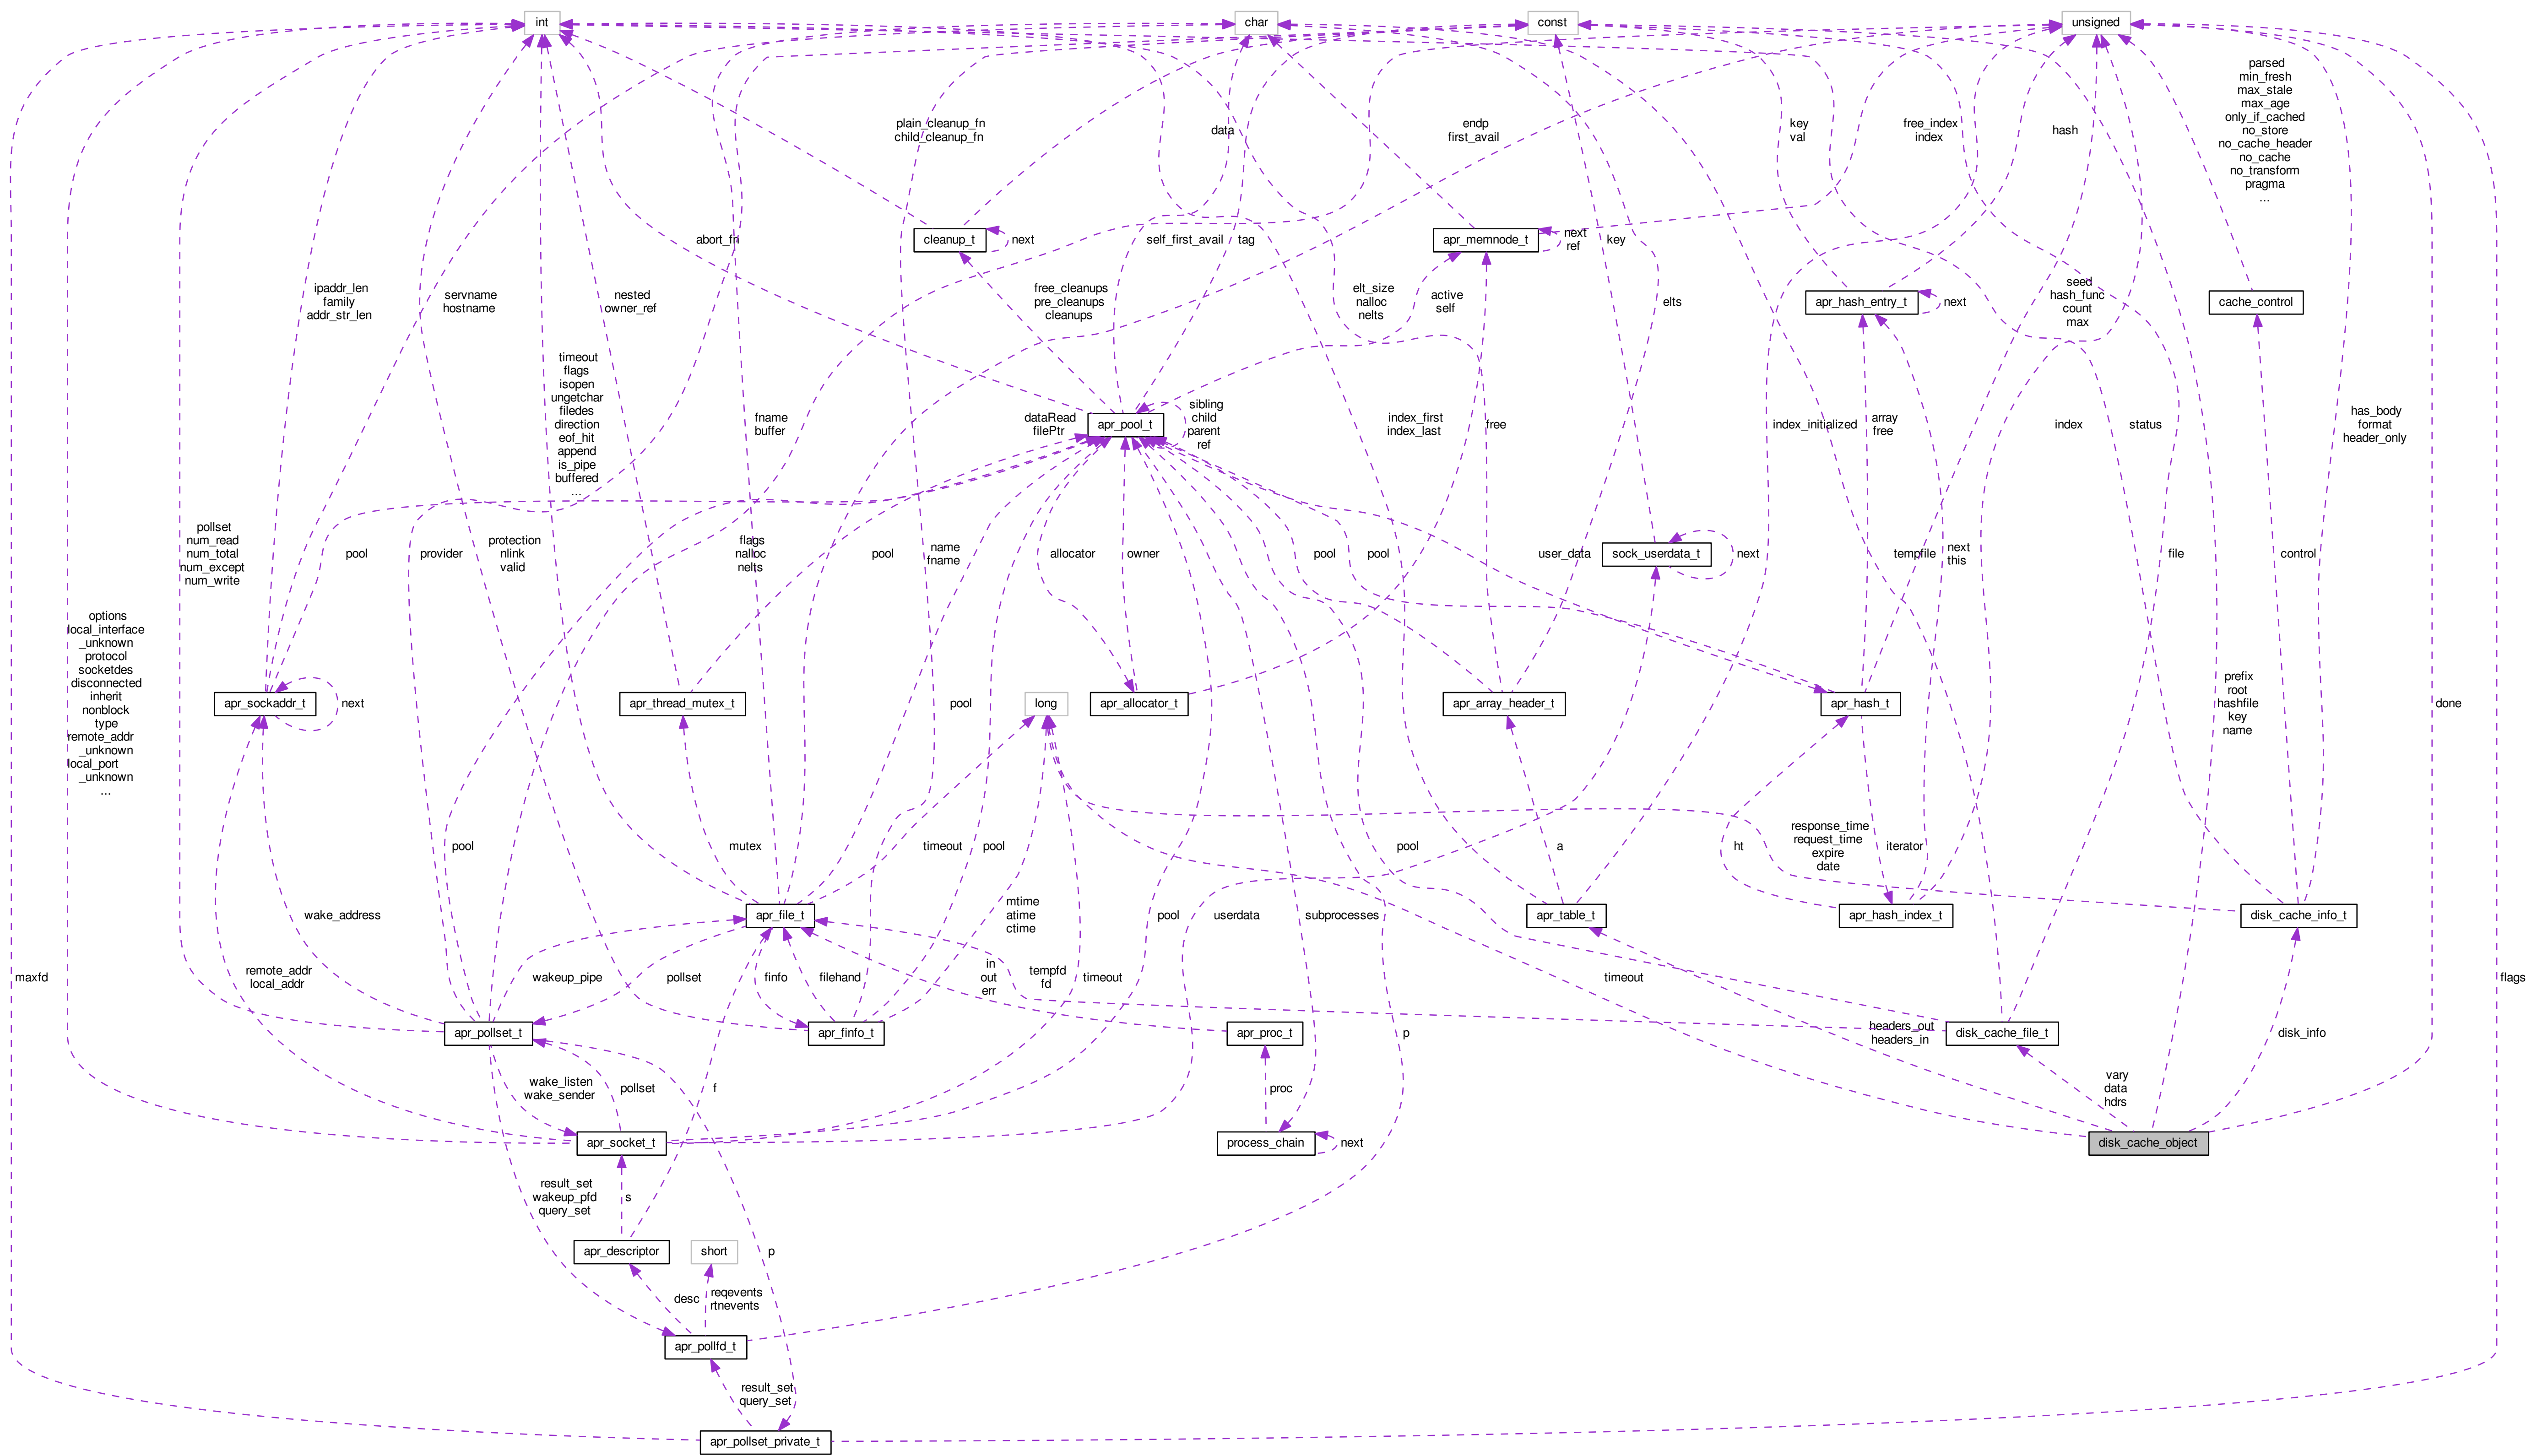 int
char
const
unsigned
parsed
min_fresh
max_stale
max_age
only_if_cached
no_store
no_cache_header
no_cache
no_transform
pragma
...
plain_cleanup_fn
child_cleanup_fn
data
endp
first_avail
key
val
free_index
index
hash
abort_fn
cleanup_t
next
self_first_avail
tag
apr_memnode_t
next
ref
key
ipaddr_len
family
addr_str_len
servname
hostname
nested
owner_ref
free_cleanups
pre_cleanups
cleanups
elt_size
nalloc
nelts
active
self
elts
apr_hash_entry_t
next
seed
hash_func
count
max
cache_control
timeout
flags
isopen
ungetchar
filedes
direction
eof_hit
append
is_pipe
buffered
...
fname
buffer
dataRead
filePtr
apr_pool_t
sibling
child
parent
ref
index_first
index_last
free
index_initialized
array
free
index
status
has_body
format
header_only
pollset
num_read
num_total
num_except
num_write
pool
provider
protection
nlink
valid
flags
nalloc
nelts
pool
name
fname
allocator
owner
pool
pool
user_data
sock_userdata_t
next
tempfile
next
this
file
control
options
local_interface
_unknown
protocol
socketdes
disconnected
inherit
nonblock
type
remote_addr
_unknown
local_port
_unknown
...
apr_sockaddr_t
next
apr_thread_mutex_t
pool
long
apr_allocator_t
apr_array_header_t
apr_hash_t
prefix
root
hashfile
key
name
done
pool
wake_address
mutex
timeout
pool
pool
a
ht
response_time
request_time
expire
date
iterator
apr_file_t
mtime
atime
ctime
pool
userdata
subprocesses
apr_table_t
apr_hash_index_t
disk_cache_info_t
maxfd
remote_addr
local_addr
wakeup_pipe
pollset
finfo
filehand
in
out
err
tempfd
fd
timeout
timeout
flags
apr_pollset_t
apr_finfo_t
apr_proc_t
p
headers_out
headers_in
disk_cache_file_t
disk_info
wake_listen
wake_sender
pollset
f
proc
vary
data
hdrs
apr_socket_t
process_chain
next
disk_cache_object
result_set
wakeup_pfd
query_set
s
apr_descriptor
short
p
desc
reqevents
rtnevents
apr_pollfd_t
result_set
query_set
apr_pollset_private_t